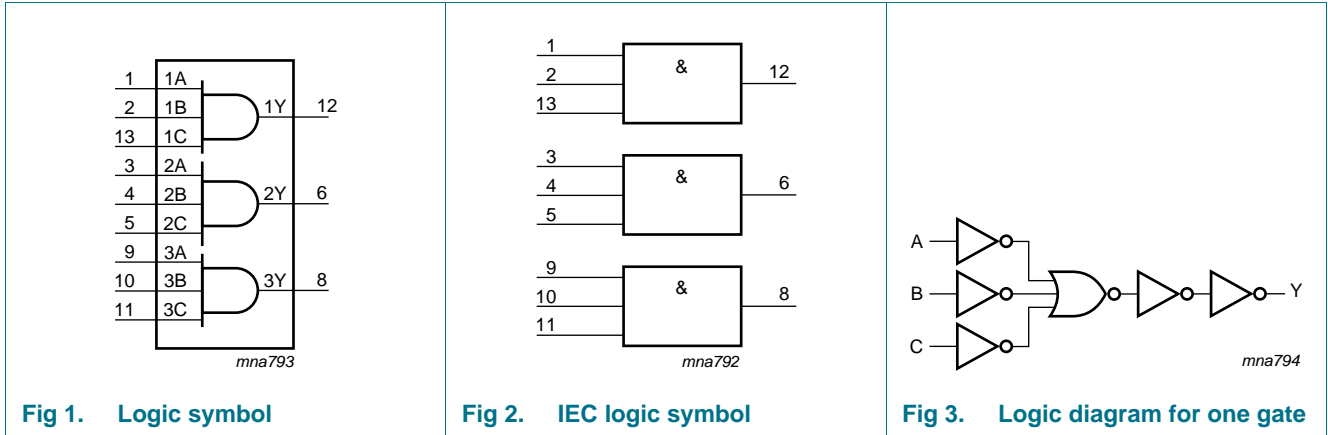 1 1A
2 1B 1Y 12
13 1C
3 2A
4 2B 2Y 6
5 2C
9 3A
10 3B 3Y 8
11 3C
mna793
Fig 1. Logic symbol
1
2 & 12
13
3
4 & 6
5
9
10 & 8
11
mna792
Fig 2. IEC logic symbol
A
B Y
C
mna794
Fig 3. Logic diagram for one gate